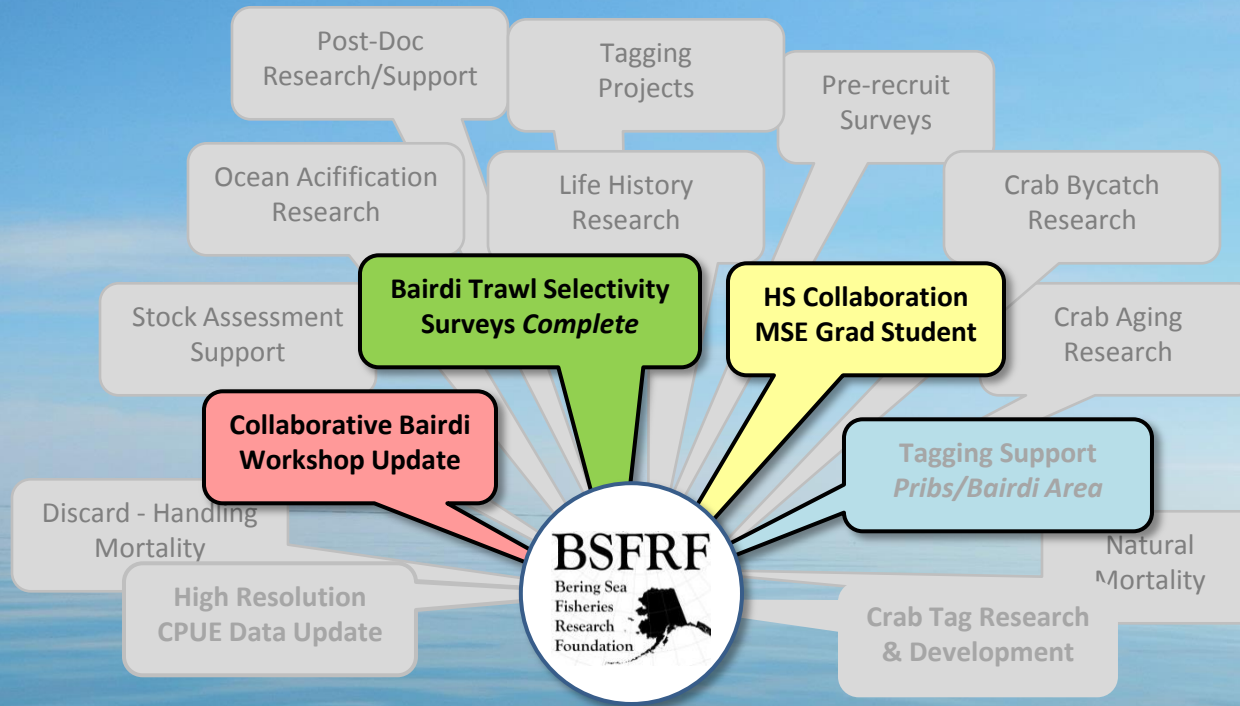 Post-Doc
Research/Support
Tagging
Projects
Pre-recruit
Surveys
Ocean Acifification
Research
Life History
Research
Crab Bycatch
Research
Bairdi Trawl Selectivity
Surveys Complete
HS Collaboration
MSE Grad Student
Stock Assessment
Support
Crab Aging
Research
Collaborative Bairdi
Workshop Update
Tagging Support
Pribs/Bairdi Area
Discard - Handling
Mortality
Natural
Mortality
High Resolution
CPUE Data Update
Crab Tag Research
& Development
BSFRF
Bering Sea
Fisheries
Research
Foundation